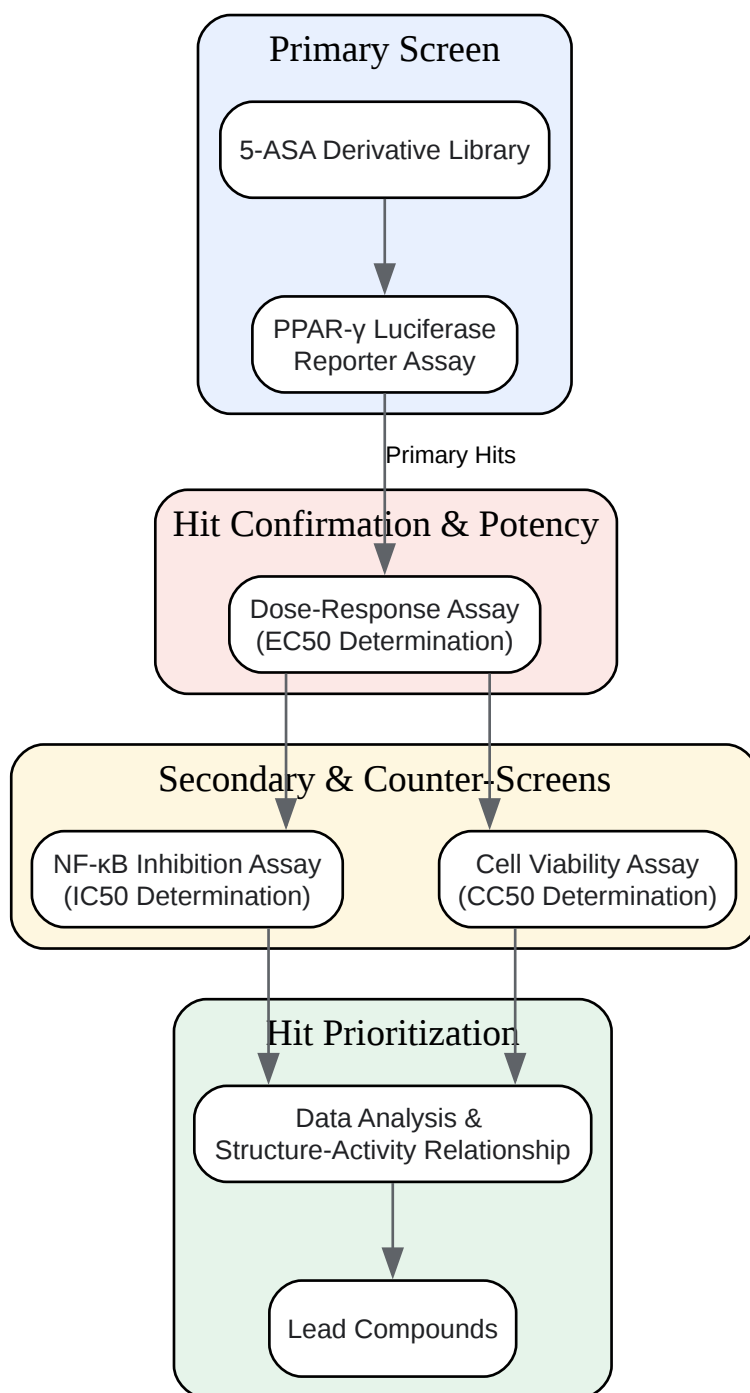 Primary Screen
5-ASA Derivative Library
PPAR-γ Luciferase
Reporter Assay
Primary Hits
Hit Confirmation & Potency
Dose-Response Assay
(EC50 Determination)
Secondary & Counter-Screens
NF-κB Inhibition Assay
(IC50 Determination)
Cell Viability Assay
(CC50 Determination)
Hit Prioritization
Data Analysis &
Structure-Activity Relationship
Lead Compounds